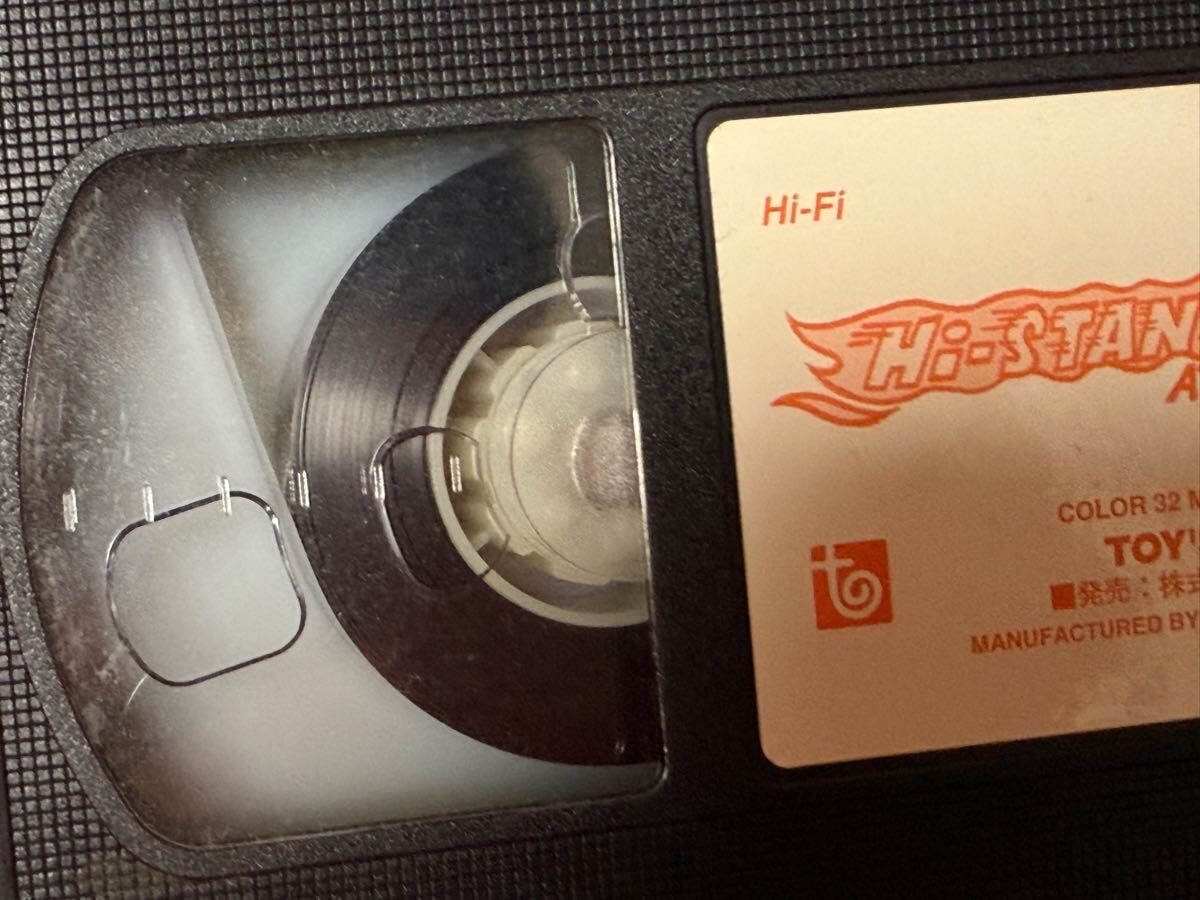 Hi-Fi
Hi-STAN
A
COLOR 32 M
TOY'
■発売：株式
MANUFACTURED BY